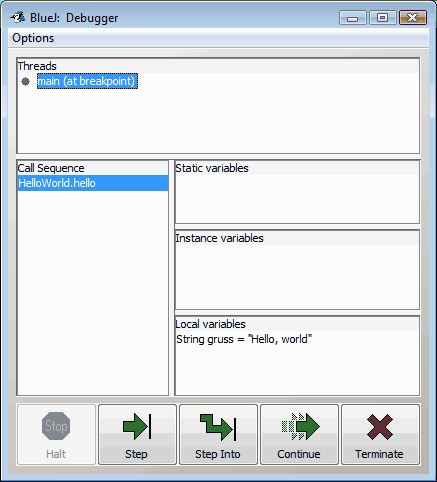 BlueJ: Debugger
Options
Threads
main (at breakpoint)
Call Sequence
HelloWorld.hello
Static variables
Instance variables
Local variables
String gruss = "Hello, world"
Stop
Halt
Step
Step Into
Continue
Terminate